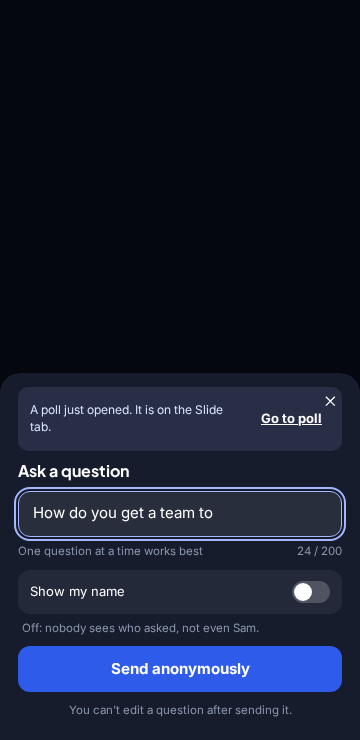 A poll just opened. It is on the Slide
tab.
Go to poll
Ask a question
How do you get a team to
One question at a time works best
24 / 200
Show my name
Off: nobody sees who asked, not even Sam.
Send anonymously
You can't edit a question after sending it.